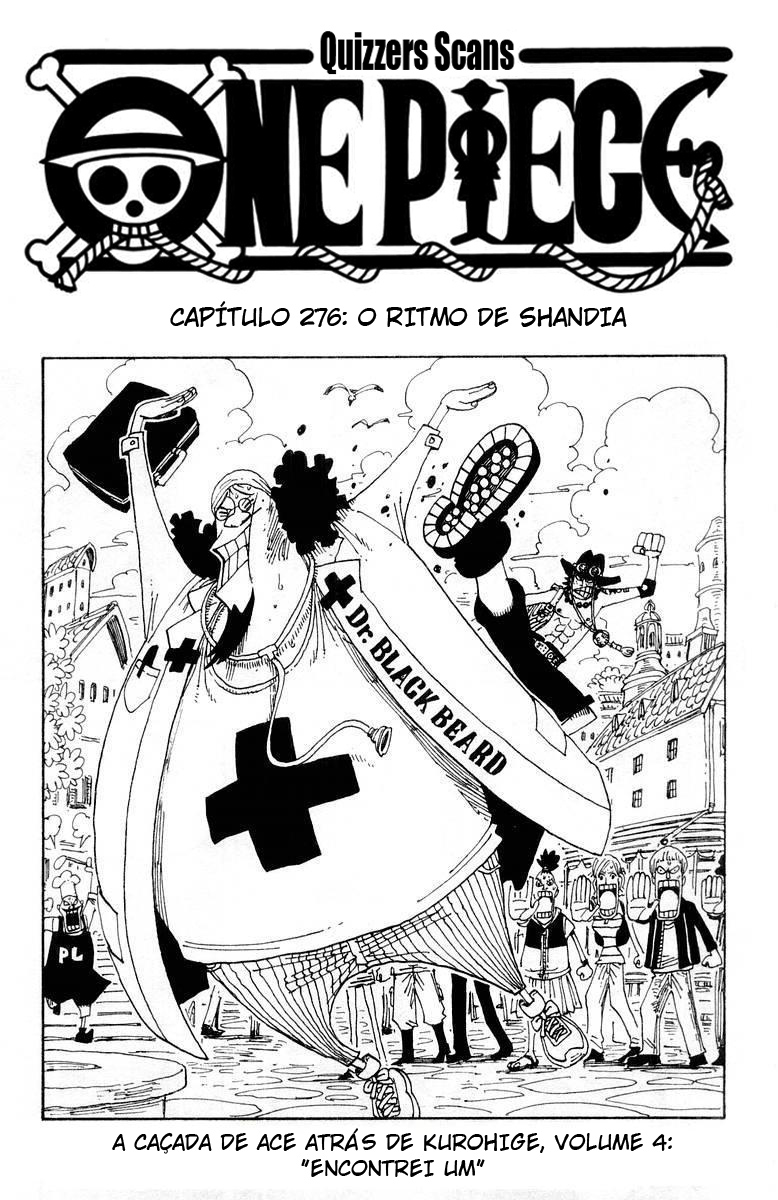 Quizzers Scans
ONE PIECE
CAPÍTULO 276: O RITMO DE SHANDIA
Dr. BLACK BEARD
PL
A CAÇADA DE ACE ATRÁS DE KUROHIGE, VOLUME 4:
"ENCONTREI UM"